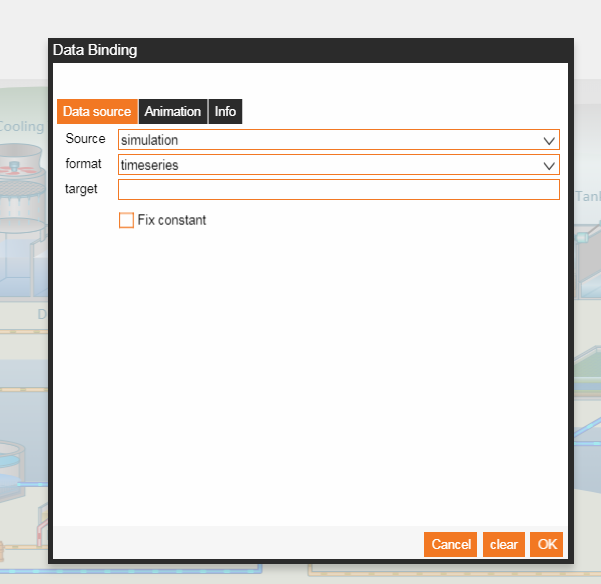 Data Binding
Data source Animation Info
Cooling
Source simulation
format timeseries
target
Tank
Fix constant
D
Cancel clear OK